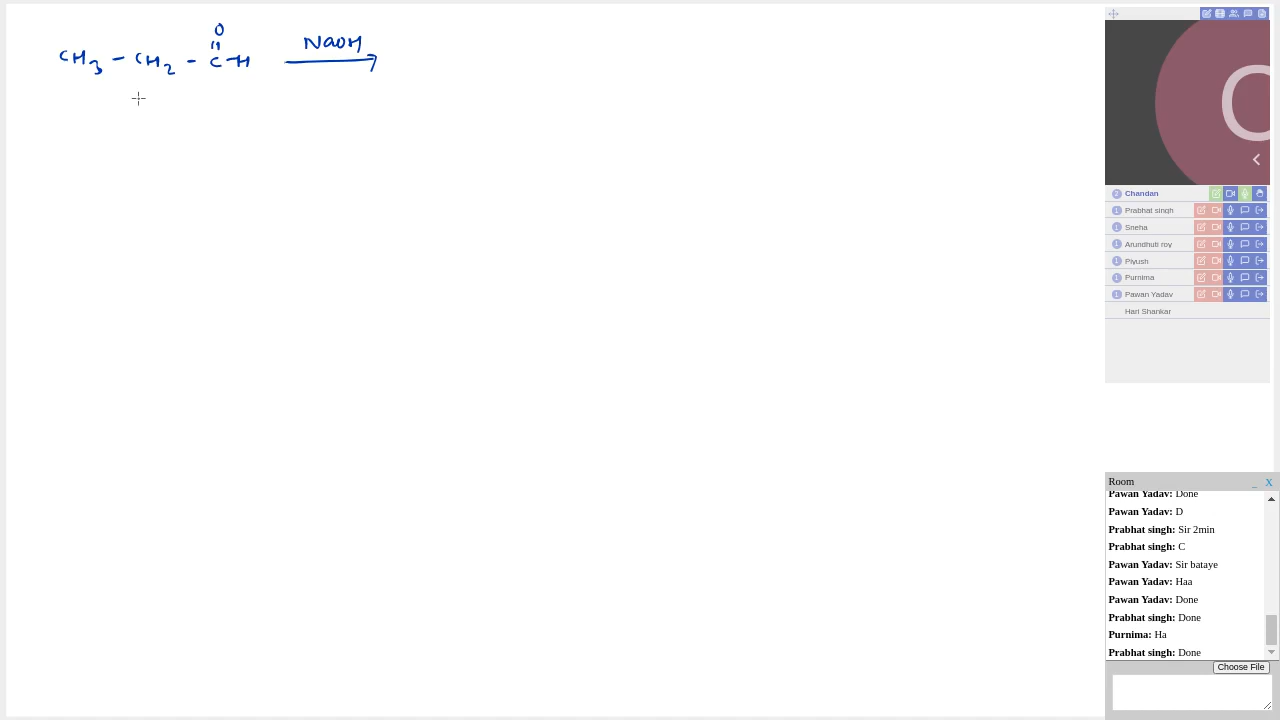 O
CH3 - CH2 - C-H NaOH
C
Chandan
Prabhat singh
Sneha
Arundhuti roy
Piyush
Purnima
Pawan Yadav
Hari Shankar
Room _ X
Pawan Yadav: Done
Pawan Yadav: D
Prabhat singh: Sir 2min
Prabhat singh: C
Pawan Yadav: Sir bataye
Pawan Yadav: Haa
Pawan Yadav: Done
Prabhat singh: Done
Purnima: Ha
Prabhat singh: Done
Choose File